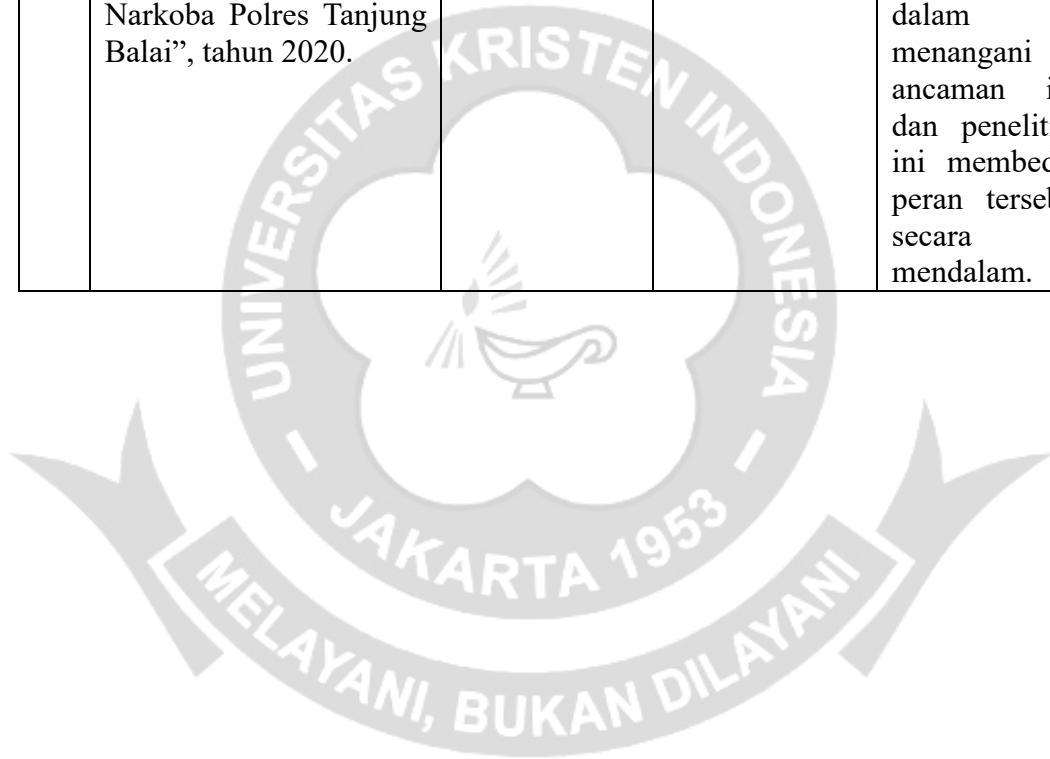 Narkoba Polres Tanjung
Balai”, tahun 2020.
dalam
menangani
ancaman
dan
ini
peran
secara
mendalam.
UNIVERSITAS KRISTEN INDONESIA
JAKARTA 1953
MELAYANI, BUKAN DILAYANI